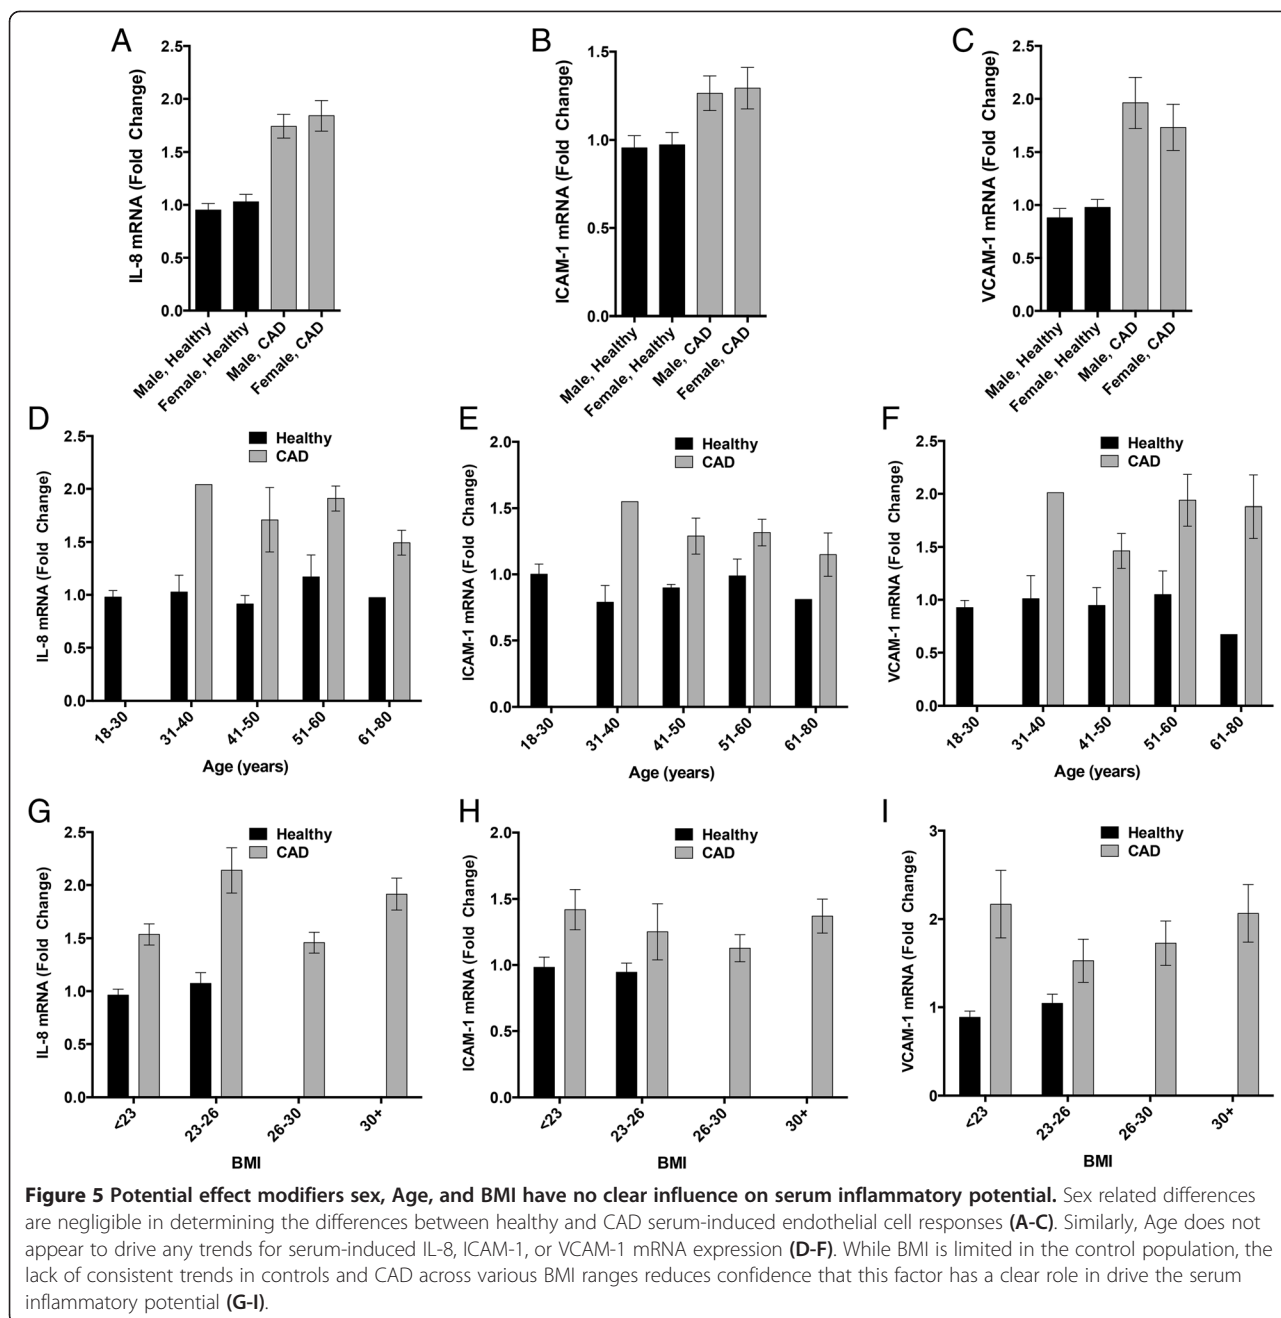 A
IL-8 mRNA (Fold Change)
2.5
2.0
1.5
1.0
0.5
0.0
Male, Healthy
Female, Healthy
Male, CAD
Female, CAD
B
ICAM-1 mRNA (Fold Change)
1.5
1.0
0.5
0.0
Male, Healthy
Female, Healthy
Male, CAD
Female, CAD
C
VCAM-1 mRNA (Fold Change)
2.5
2.0
1.5
1.0
0.5
0.0
Male, Healthy
Female, Healthy
Male, CAD
Female, CAD
D
IL-8 mRNA (Fold Change)
2.5
2.0
1.5
1.0
0.5
0.0
Healthy
CAD
18-30
31-40
41-50
51-60
61-80
Age (years)
E
ICAM-1 mRNA (Fold Change)
2.0
1.5
1.0
0.5
0.0
Healthy
CAD
18-30
31-40
41-50
51-60
61-80
Age (years)
F
VCAM-1 mRNA (Fold Change)
2.5
2.0
1.5
1.0
0.5
0.0
Healthy
CAD
18-30
31-40
41-50
51-60
61-80
Age (years)
G
IL-8 mRNA (Fold Change)
2.5
2.0
1.5
1.0
0.5
0.0
Healthy
CAD
<23
23-26
26-30
30+
BMI
H
ICAM-1 mRNA (Fold Change)
2.0
1.5
1.0
0.5
0.0
Healthy
CAD
<23
23-26
26-30
30+
BMI
I
VCAM-1 mRNA (Fold Change)
3
2
1
0
Healthy
CAD
<23
23-26
26-30
30+
BMI
Figure 5 Potential effect modifiers sex, Age, and BMI have no clear influence on serum inflammatory potential. Sex related differences
are negligible in determining the differences between healthy and CAD serum-induced endothelial cell responses (A-C). Similarly, Age does not
appear to drive any trends for serum-induced IL-8, ICAM-1, or VCAM-1 mRNA expression (D-F). While BMI is limited in the control population, the
lack of consistent trends in controls and CAD across various BMI ranges reduces confidence that this factor has a clear role in drive the serum
inflammatory potential (G-I).